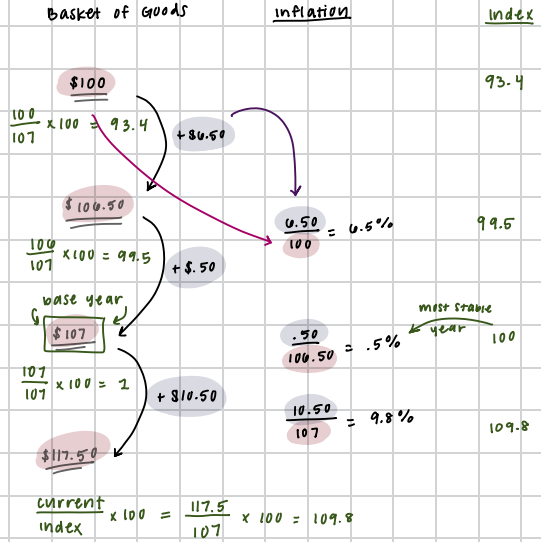 Basket of Goods
Inflation
Index
$100
93.4
100/107 × 100 = 93.4
+ $6.50
$106.50
6.50/100 = 6.5%
99.5
106/107 × 100 = 99.5
+ $.50
base year
most stable
year
$107
.50/106.50 = .5%
100
107/107 × 100 = 1
+ $10.50
10.50/107 = 9.8%
109.8
$117.50
current/index × 100 = 117.5/107 × 100 = 109.8